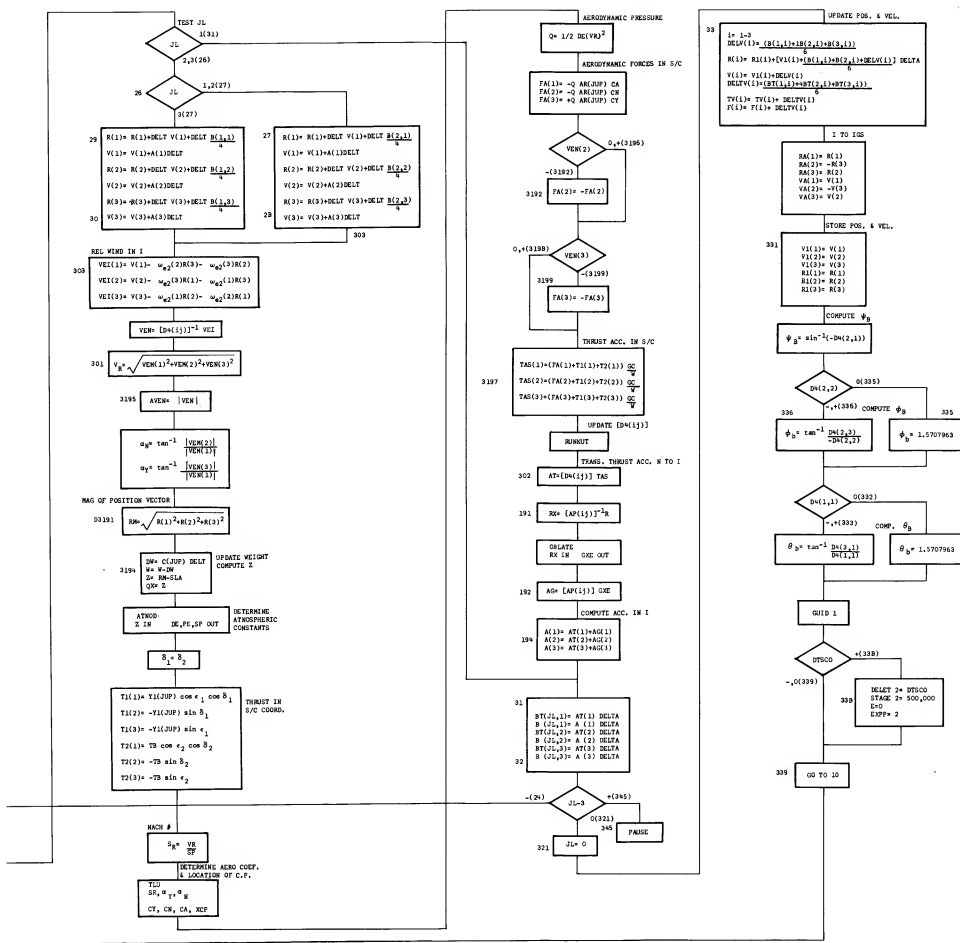 TEST JL
JL
1(31)
2,3(26)
26
JL
1,2(27)
3(27)
29
R(1)= R(1)+DELT V(1)+DELT B(1,1)
4
V(1)= V(1)+A(1)DELT
R(2)= R(2)+DELT V(2)+DELT B(1,2)
4
V(2)= V(2)+A(2)DELT
R(3)= R(3)+DELT V(3)+DELT B(1,3)
4
30
V(3)= V(3)+A(3)DELT
27
R(1)= R(1)+DELT V(1)+DELT B(2,1)
4
V(1)= V(1)+A(1)DELT
R(2)= R(2)+DELT V(2)+DELT B(2,2)
4
V(2)= V(2)+A(2)DELT
R(3)= R(3)+DELT V(3)+DELT B(2,3)
4
2B
V(3)= V(3)+A(3)DELT
303
REL WIND IN I
303
VEI(1)= V(1)- ωe2(2)R(3)- ωe2(3)R(2)
VEI(2)= V(2)- ωe2(3)R(1)- ωe2(1)R(3)
VEI(3)= V(3)- ωe2(1)R(2)- ωe2(2)R(1)
VEN= [D4(ij)]⁻¹ VEI
301
VR= √VEM(1)²+VEM(2)²+VEN(3)²
3195
AVEN= |VEN|
αN= tan⁻¹ |VEM(2)|
|VEM(1)|
αY= tan⁻¹ |VEN(3)|
|VEN(1)|
MAG OF POSITION VECTOR
D3191
RM= √R(1)²+R(2)²+R(3)²
3194
DW= C(JUP) DELT
W= W-DW
Z= RM-SLA
QX= Z
UPDATE WEIGHT
COMPUTE Z
ATNOD
Z IN DE,PE,SP OUT
DETERMINE
ATNOSPHERIC
CONSTANTS
δ1= δ2
T1(1)= Y1(JUP) cos ϵ1 cos δ1
T1(2)= -Y1(JUP) sin δ1
T1(3)= -Y1(JUP) sin ϵ1
T2(1)= TB cos ϵ2 cos δ2
T2(2)= -TB sin δ2
T2(3)= -TB sin ϵ2
THRUST IN
S/C COORD.
NACH #
SR= VR
SP
DETERMINE AERO COEF.
& LOCATION OF C.P.
TLU
SR, αY, αN
CY, CN, CA, XCP
AERODYNAMIC PRESSURE
Q= 1/2 DE(VR)²
AERODYNAMIC FORCES IN S/C
FA(1)= -Q AR(JUP) CA
FA(2)= -Q AR(JUP) CN
FA(3)= +Q AR(JUP) CY
VEN(2)
0,+(3196)
-(3192)
3192
FA(2)= -FA(2)
0,+(319B)
VEN(3)
-(3199)
3199
FA(3)= -FA(3)
THRUST ACC. IN S/C
3197
TAS(1)=(FA(1)+T1(1)+T2(1)) GC
W
TAS(2)=(FA(2)+T1(2)+T2(2)) GC
W
TAS(3)=(FA(3)+T1(3)+T2(3)) GC
W
UPDATE [D4(ij)]
RUNKUT
TRANS. THRUST ACC. N TO I
302
AT=[D4(ij)] TAS
191
RX= [AP(ij)]⁻¹R
OBLATE
RX IN GXE OUT
192
AG= [AP(ij)] GXE
COMPUTE ACC. IN I
194
A(1)= AT(1)+AG(1)
A(2)= AT(2)+AG(2)
A(3)= AT(3)+AG(3)
31
BT(JL,1)= AT(1) DELTA
B (JL,1)= A (1) DELTA
BT(JL,2)= AT(2) DELTA
B (JL,2)= A (2) DELTA
BT(JL,3)= AT(3) DELTA
B (JL,3)= A (3) DELTA
32
-(24)
JL-3
+(345)
0(321)
345
PAUSE
321
JL= 0
UPDATE POS. & VEL.
33
i= 1-3
DELV(i)= (B(1,i)+1B(2,i)+B(3,i))
6
R(i)= R1(i)+[V1(i)+(B(1,i)+B(2,i)+DELV(i)] DELTA
6
V(i)= V1(i)+DELV(i)
DELTV(i)=(BT(1,i)+4BT(2,i)+BT(3,i))
6
TV(i)= TV(i)+ DELTV(i)
F(i)= F(i)+ DELTV(i)
I TO IGS
RA(1)= R(1)
RA(2)= -R(3)
RA(3)= R(2)
VA(1)= V(1)
VA(2)= -V(3)
VA(3)= V(2)
STORE POS. & VEL.
331
V1(1)= V(1)
V1(2)= V(2)
V1(3)= V(3)
R1(1)= R(1)
R1(2)= R(2)
R1(3)= R(3)
COMPUTE ψB
ψB= sin⁻¹(-D4(2,1))
D4(2,2)
0(335)
-,+(336)
COMPUTE ϕB
336
ϕb= tan⁻¹ D4(2,3)
-D4(2,2)
335
ϕb= 1.5707963
D4(1,1)
0(332)
-,+(333)
COMP. θB
θb= tan⁻¹ D4(3,1)
D4(1,1)
θb= 1.5707963
GUID 1
DTSCO
+(33B)
-,0(339)
33B
DELET 2= DTSCO
STAGE 2= 500,000
E=0
EXPP= 2
339
GO TO 10